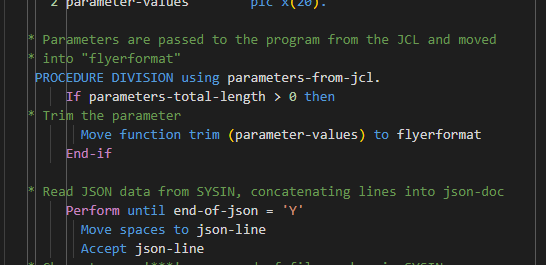 2 parameter-values pic x(20).
* Parameters are passed to the program from the JCL and moved
* into "flyerformat"
PROCEDURE DIVISION using parameters-from-jcl.
If parameters-total-length > 0 then
* Trim the parameter
Move function trim (parameter-values) to flyerformat
End-if
* Read JSON data from SYSIN, concatenating lines into json-doc
Perform until end-of-json = 'Y'
Move spaces to json-line
Accept json-line